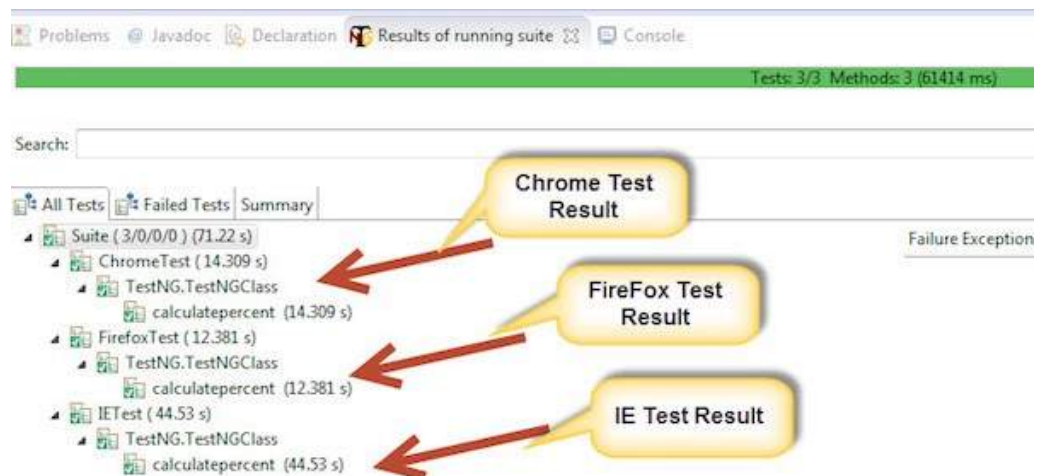 Problems @ Javadoc Declaration Results of running suite Console
Tests: 3/3 Methods: 3 (61414 ms)
Search:
All Tests Failed Tests Summary
Suite ( 3/0/0/0 ) (71.22 s)
Failure Exception
ChromeTest ( 14.309 s)
TestNG.TestNGClass
calculatepercent (14.309 s)
FirefoxTest ( 12.381 s)
TestNG.TestNGClass
calculatepercent (12.381 s)
IETest ( 44.53 s)
TestNG.TestNGClass
calculatepercent (44.53 s)
Chrome Test
Result
FireFox Test
Result
IE Test Result